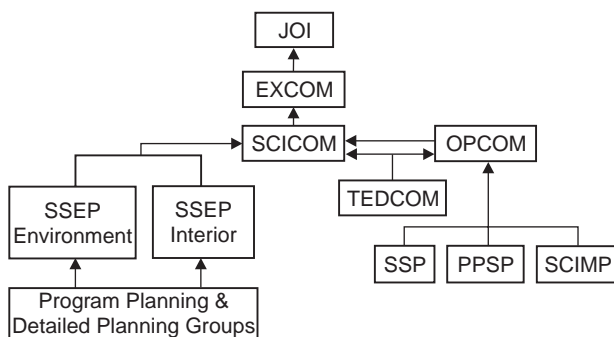 JOI
EXCOM
SCICOM
OPCOM
TEDCOM
SSEP
Environment
SSEP
Interior
SSP
PPSP
SCIMP
Program Planning &
Detailed Planning Groups